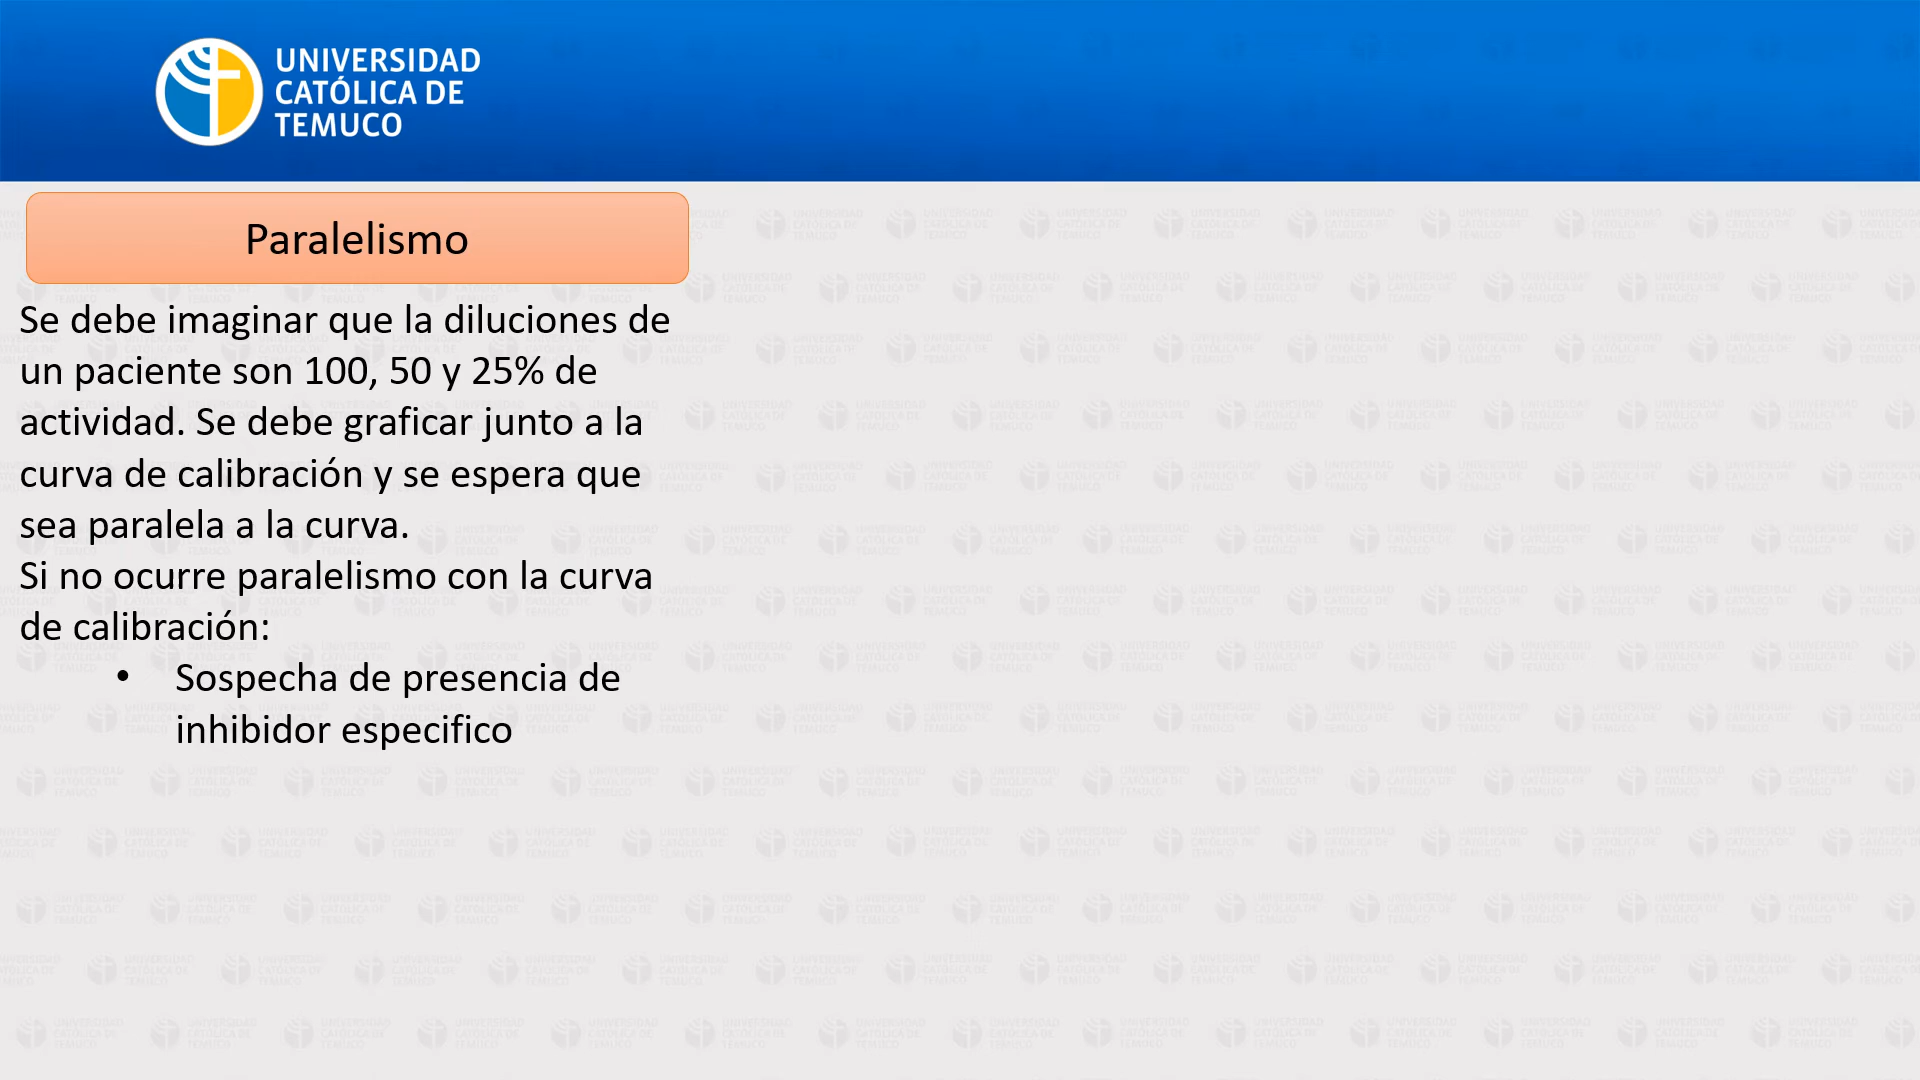 UNIVERSIDAD
CATÓLICA DE
TEMUCO
Paralelismo
Se debe imaginar que la diluciones de
un paciente son 100, 50 y 25% de
actividad. Se debe graficar junto a la
curva de calibración y se espera que
sea paralela a la curva.
Si no ocurre paralelismo con la curva
de calibración:
• Sospecha de presencia de
inhibidor especifico